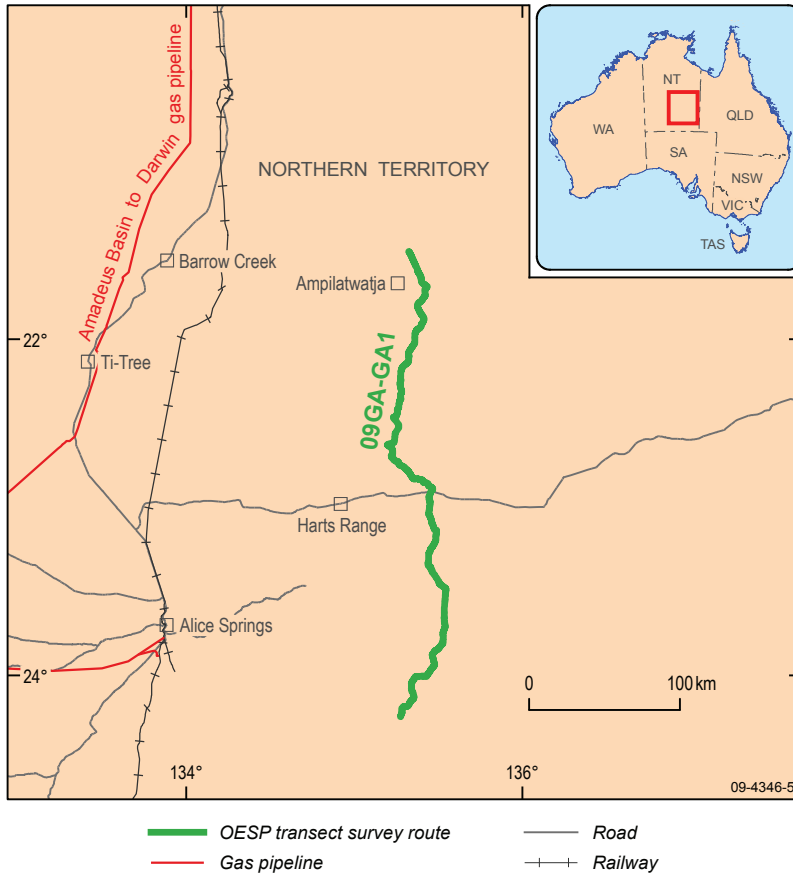 Amadeus Basin to Darwin gas pipeline
NORTHERN TERRITORY
Barrow Creek
Ampilatwatja
Ti-Tree
22°
09GA-GA1
Harts Range
Alice Springs
24°
0 100 km
134°
136°
09-4346-5
NT
WA
QLD
SA
NSW
VIC
TAS
OESP transect survey route
Road
Gas pipeline
Railway